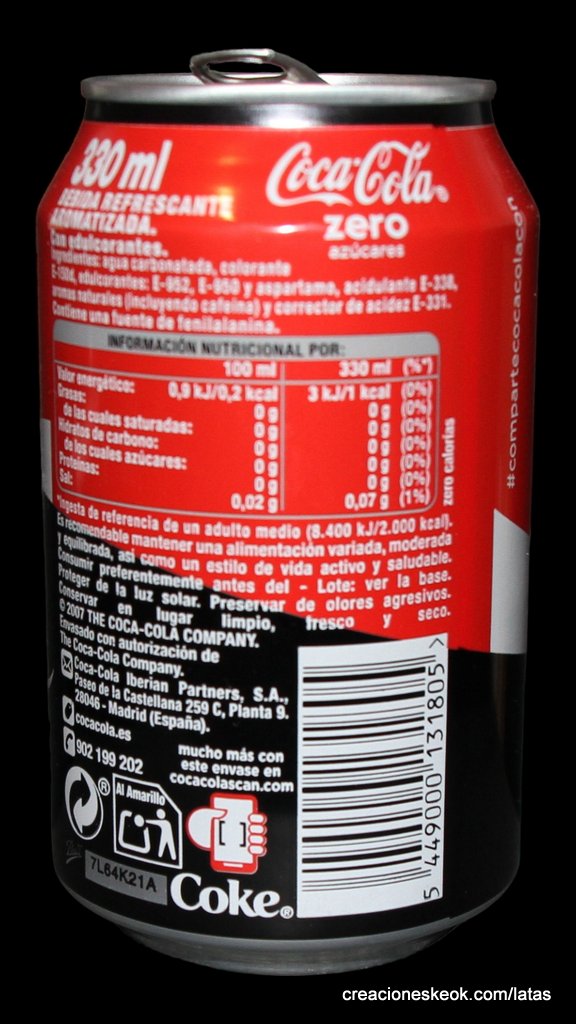 330 ml
BEBIDA REFRESCANTE
AROMATIZADA.
Con edulcorantes.
Ingredientes: agua carbonatada, colorante
E-150d, edulcorantes: E-952, E-950 y aspartamo, acidulante E-338,
aromas naturales (incluyendo cafeína) y corrector de acidez E-331.
Contiene una fuente de fenilalanina.
Coca-Cola®
zero
azúcares
INFORMACIÓN NUTRICIONAL POR:
100 ml 330 ml (%*)
Valor energético: 0,9 kJ/0,2 kcal 3 kJ/1 kcal (0%)
Grasas: 0 g 0 g (0%)
de las cuales saturadas: 0 g 0 g (0%)
Hidratos de carbono: 0 g 0 g (0%)
de los cuales azúcares: 0 g 0 g (0%)
Proteínas: 0 g 0 g (0%)
Sal: 0,02 g 0,07 g (1%)
zero calorías
#compartecocacolacon
*Ingesta de referencia de un adulto medio (8.400 kJ/2.000 kcal).
Es recomendable mantener una alimentación variada, moderada
y equilibrada, así como un estilo de vida activo y saludable.
Consumir preferentemente antes del - Lote: ver la base.
Proteger de la luz solar. Preservar de olores agresivos.
Conservar en lugar limpio, fresco y seco.
© 2007 THE COCA-COLA COMPANY.
Envasado con autorización de
The Coca-Cola Company.
Coca-Cola Iberian Partners, S.A.,
Paseo de la Castellana 259 C, Planta 9.
28046 - Madrid (España).
cocacola.es
902 199 202
mucho más con
este envase en
cocacolascan.com
®
Al Amarillo
7L64K21A
Coke®
5 449000 131805 >
creacioneskeok.com/latas